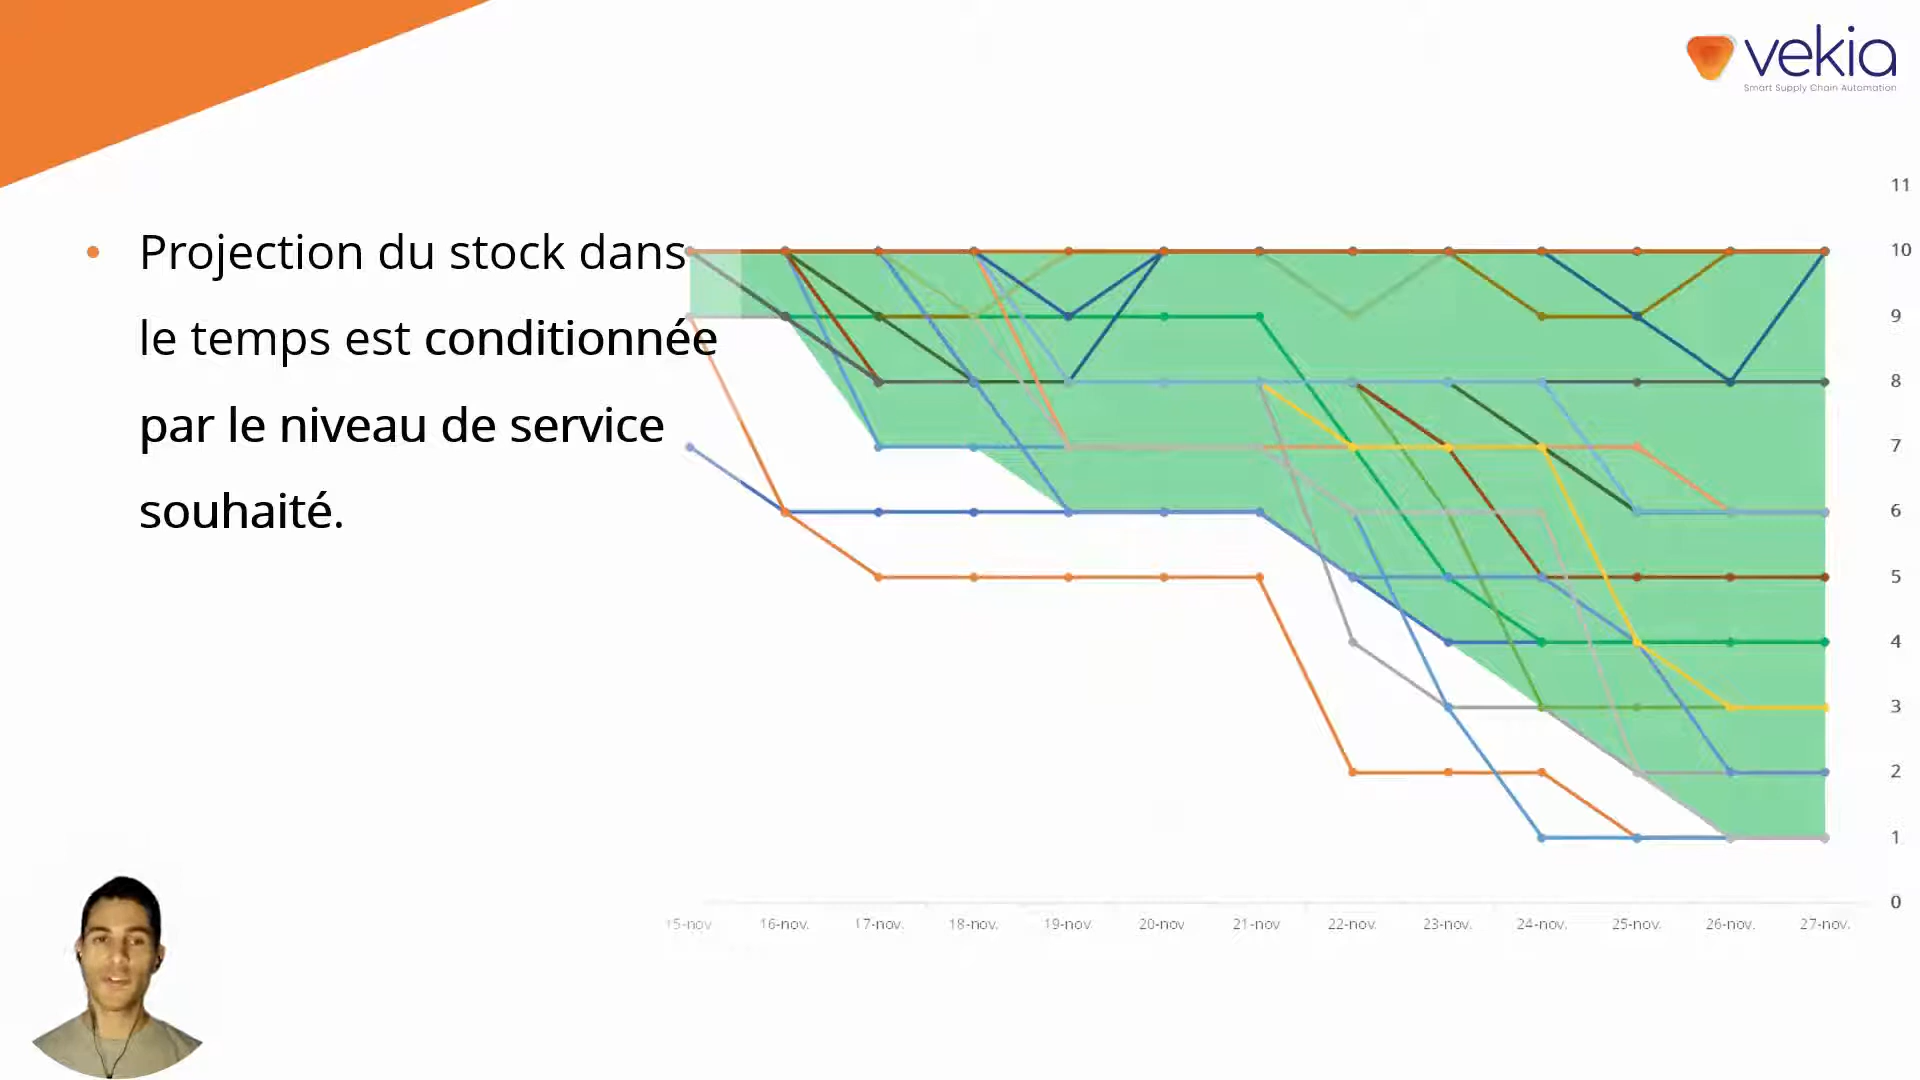 vekia
Smart Supply Chain Automation
• Projection du stock dans
le temps est conditionnée
par le niveau de service
souhaité.
11
10
9
8
7
6
5
4
3
2
1
0
15-nov. 16-nov. 17-nov. 18-nov. 19-nov. 20-nov. 21-nov. 22-nov. 23-nov. 24-nov. 25-nov. 26-nov. 27-nov.